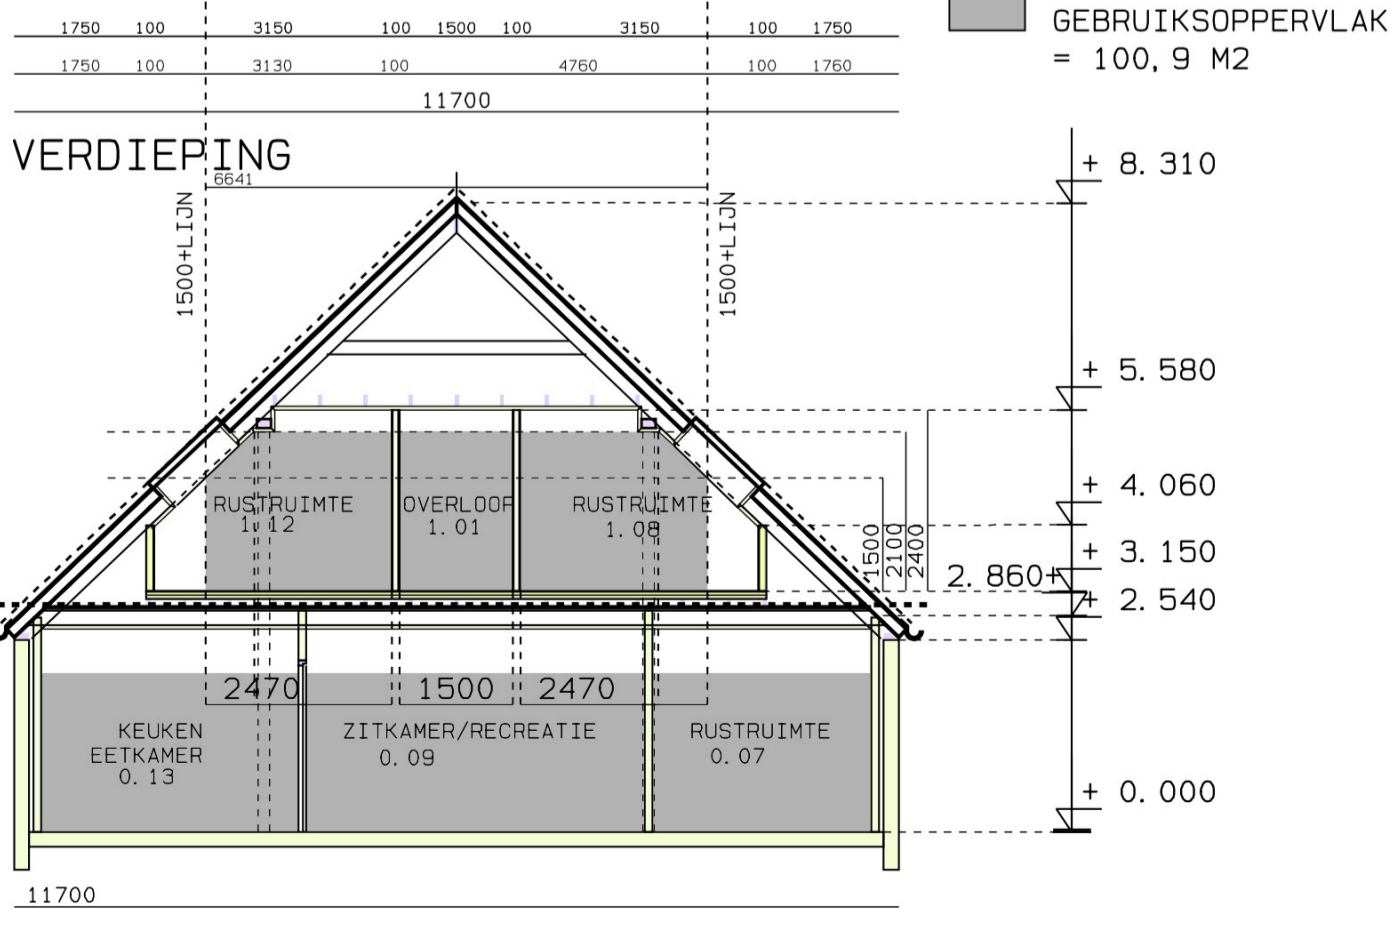 1750 100 3150 100 1500 100 3150 100 1750
GEBRUIKSOPPERVLAK
= 100,9 M2
1750 100 3130 100 4760 100 1760
11700
VERDIEPING
6641
1500+LIJN
1500+LIJN
+ 8.310
+ 5.580
+ 4.060
+ 3.150
2.860+
+ 2.540
+ 0.000
1500
2100
2400
RUSTRUIMTE
1.12
OVERLOOP
1.01
RUSTRUIMTE
1.08
2470 1500 2470
KEUKEN
EETKAMER
0.13
ZITKAMER/RECREATIE
0.09
RUSTRUIMTE
0.07
11700